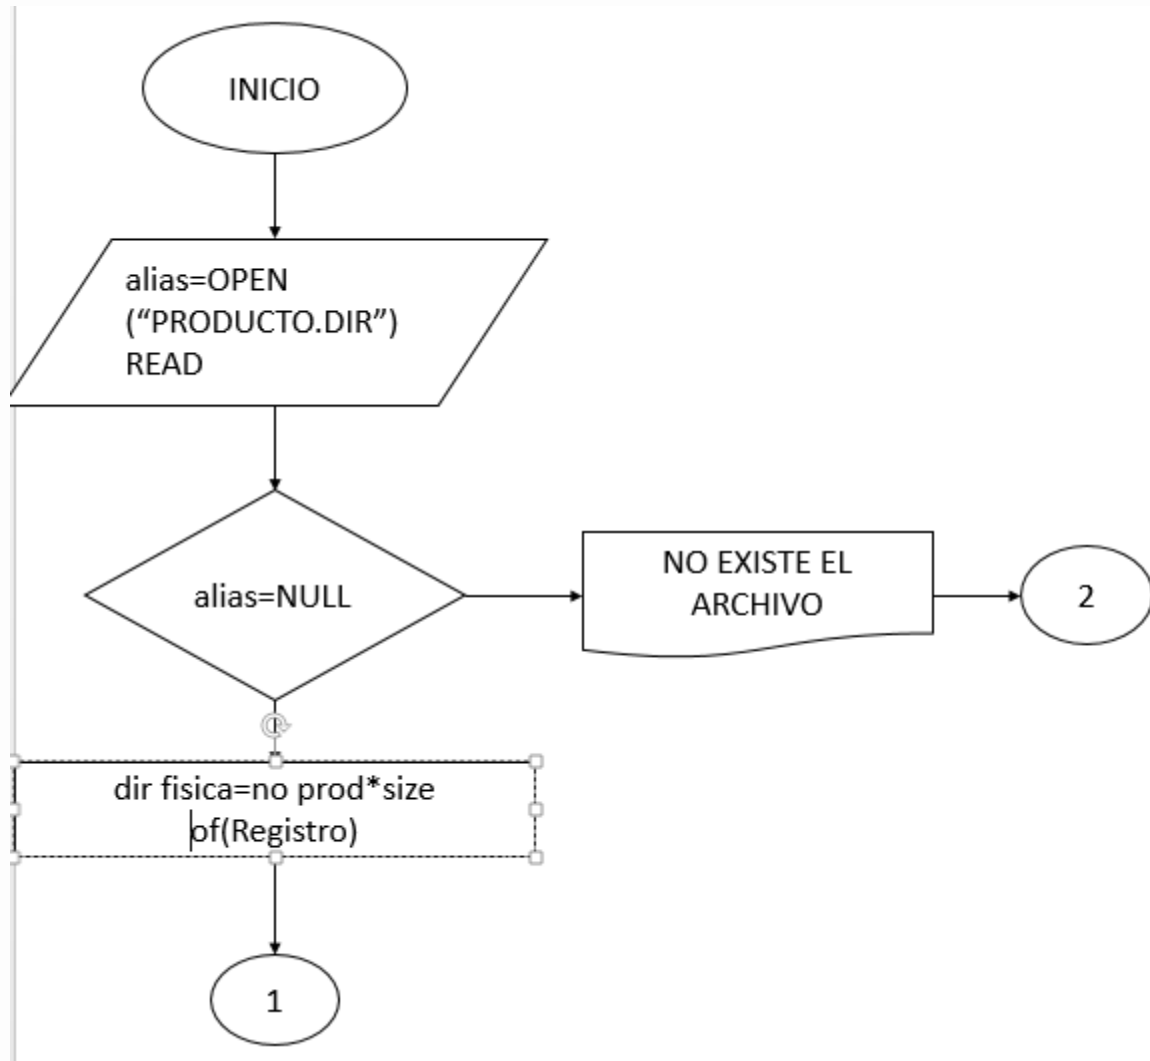 INICIO
alias=OPEN
(“PRODUCTO.DIR”)
READ
alias=NULL
NO EXISTE EL
ARCHIVO
2
dir fisica=no prod*size
of(Registro)
1